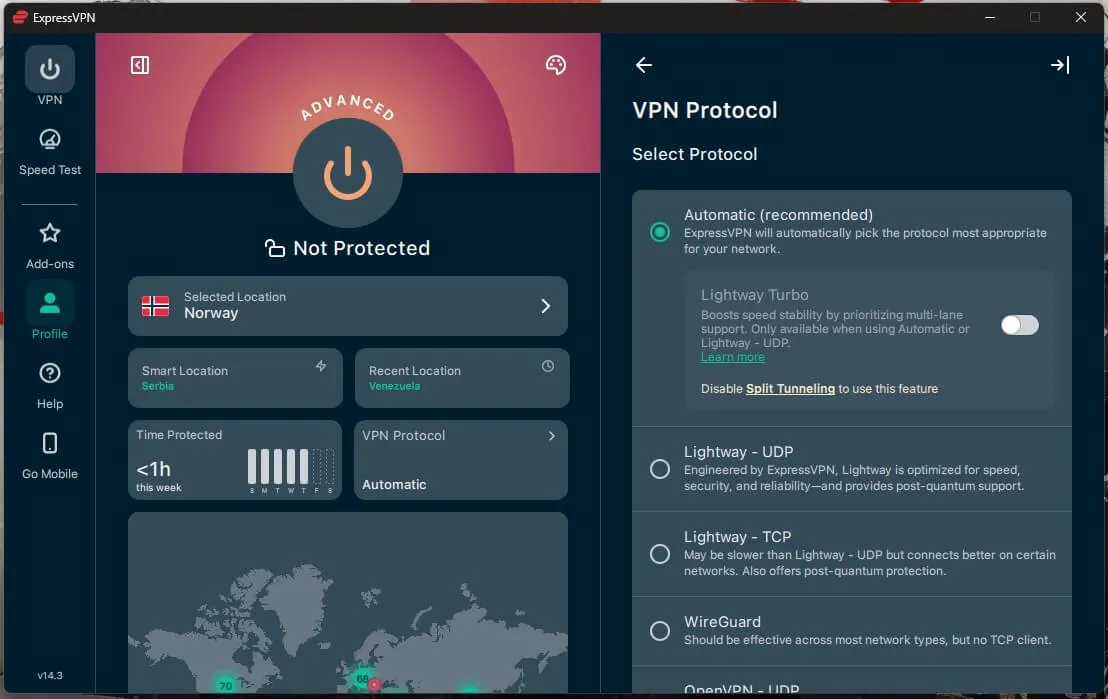 ExpressVPN
VPN
Speed Test
Add-ons
Profile
Help
Go Mobile
v14.3
ADVANCED
Not Protected
Selected Location
Norway
Smart Location
Serbia
Recent Location
Venezuela
Time Protected
<1h
this week
S M T W T F S
VPN Protocol
Automatic
70
68
VPN Protocol
Select Protocol
Automatic (recommended)
ExpressVPN will automatically pick the protocol most appropriate
for your network.
Lightway Turbo
Boosts speed stability by prioritizing multi-lane
support. Only available when using Automatic or
Lightway - UDP.
Learn more
Disable Split Tunneling to use this feature
Lightway - UDP
Engineered by ExpressVPN, Lightway is optimized for speed,
security, and reliability—and provides post-quantum support.
Lightway - TCP
May be slower than Lightway - UDP but connects better on certain
networks. Also offers post-quantum protection.
WireGuard
Should be effective across most network types, but no TCP client.
OpenVPN - UDP